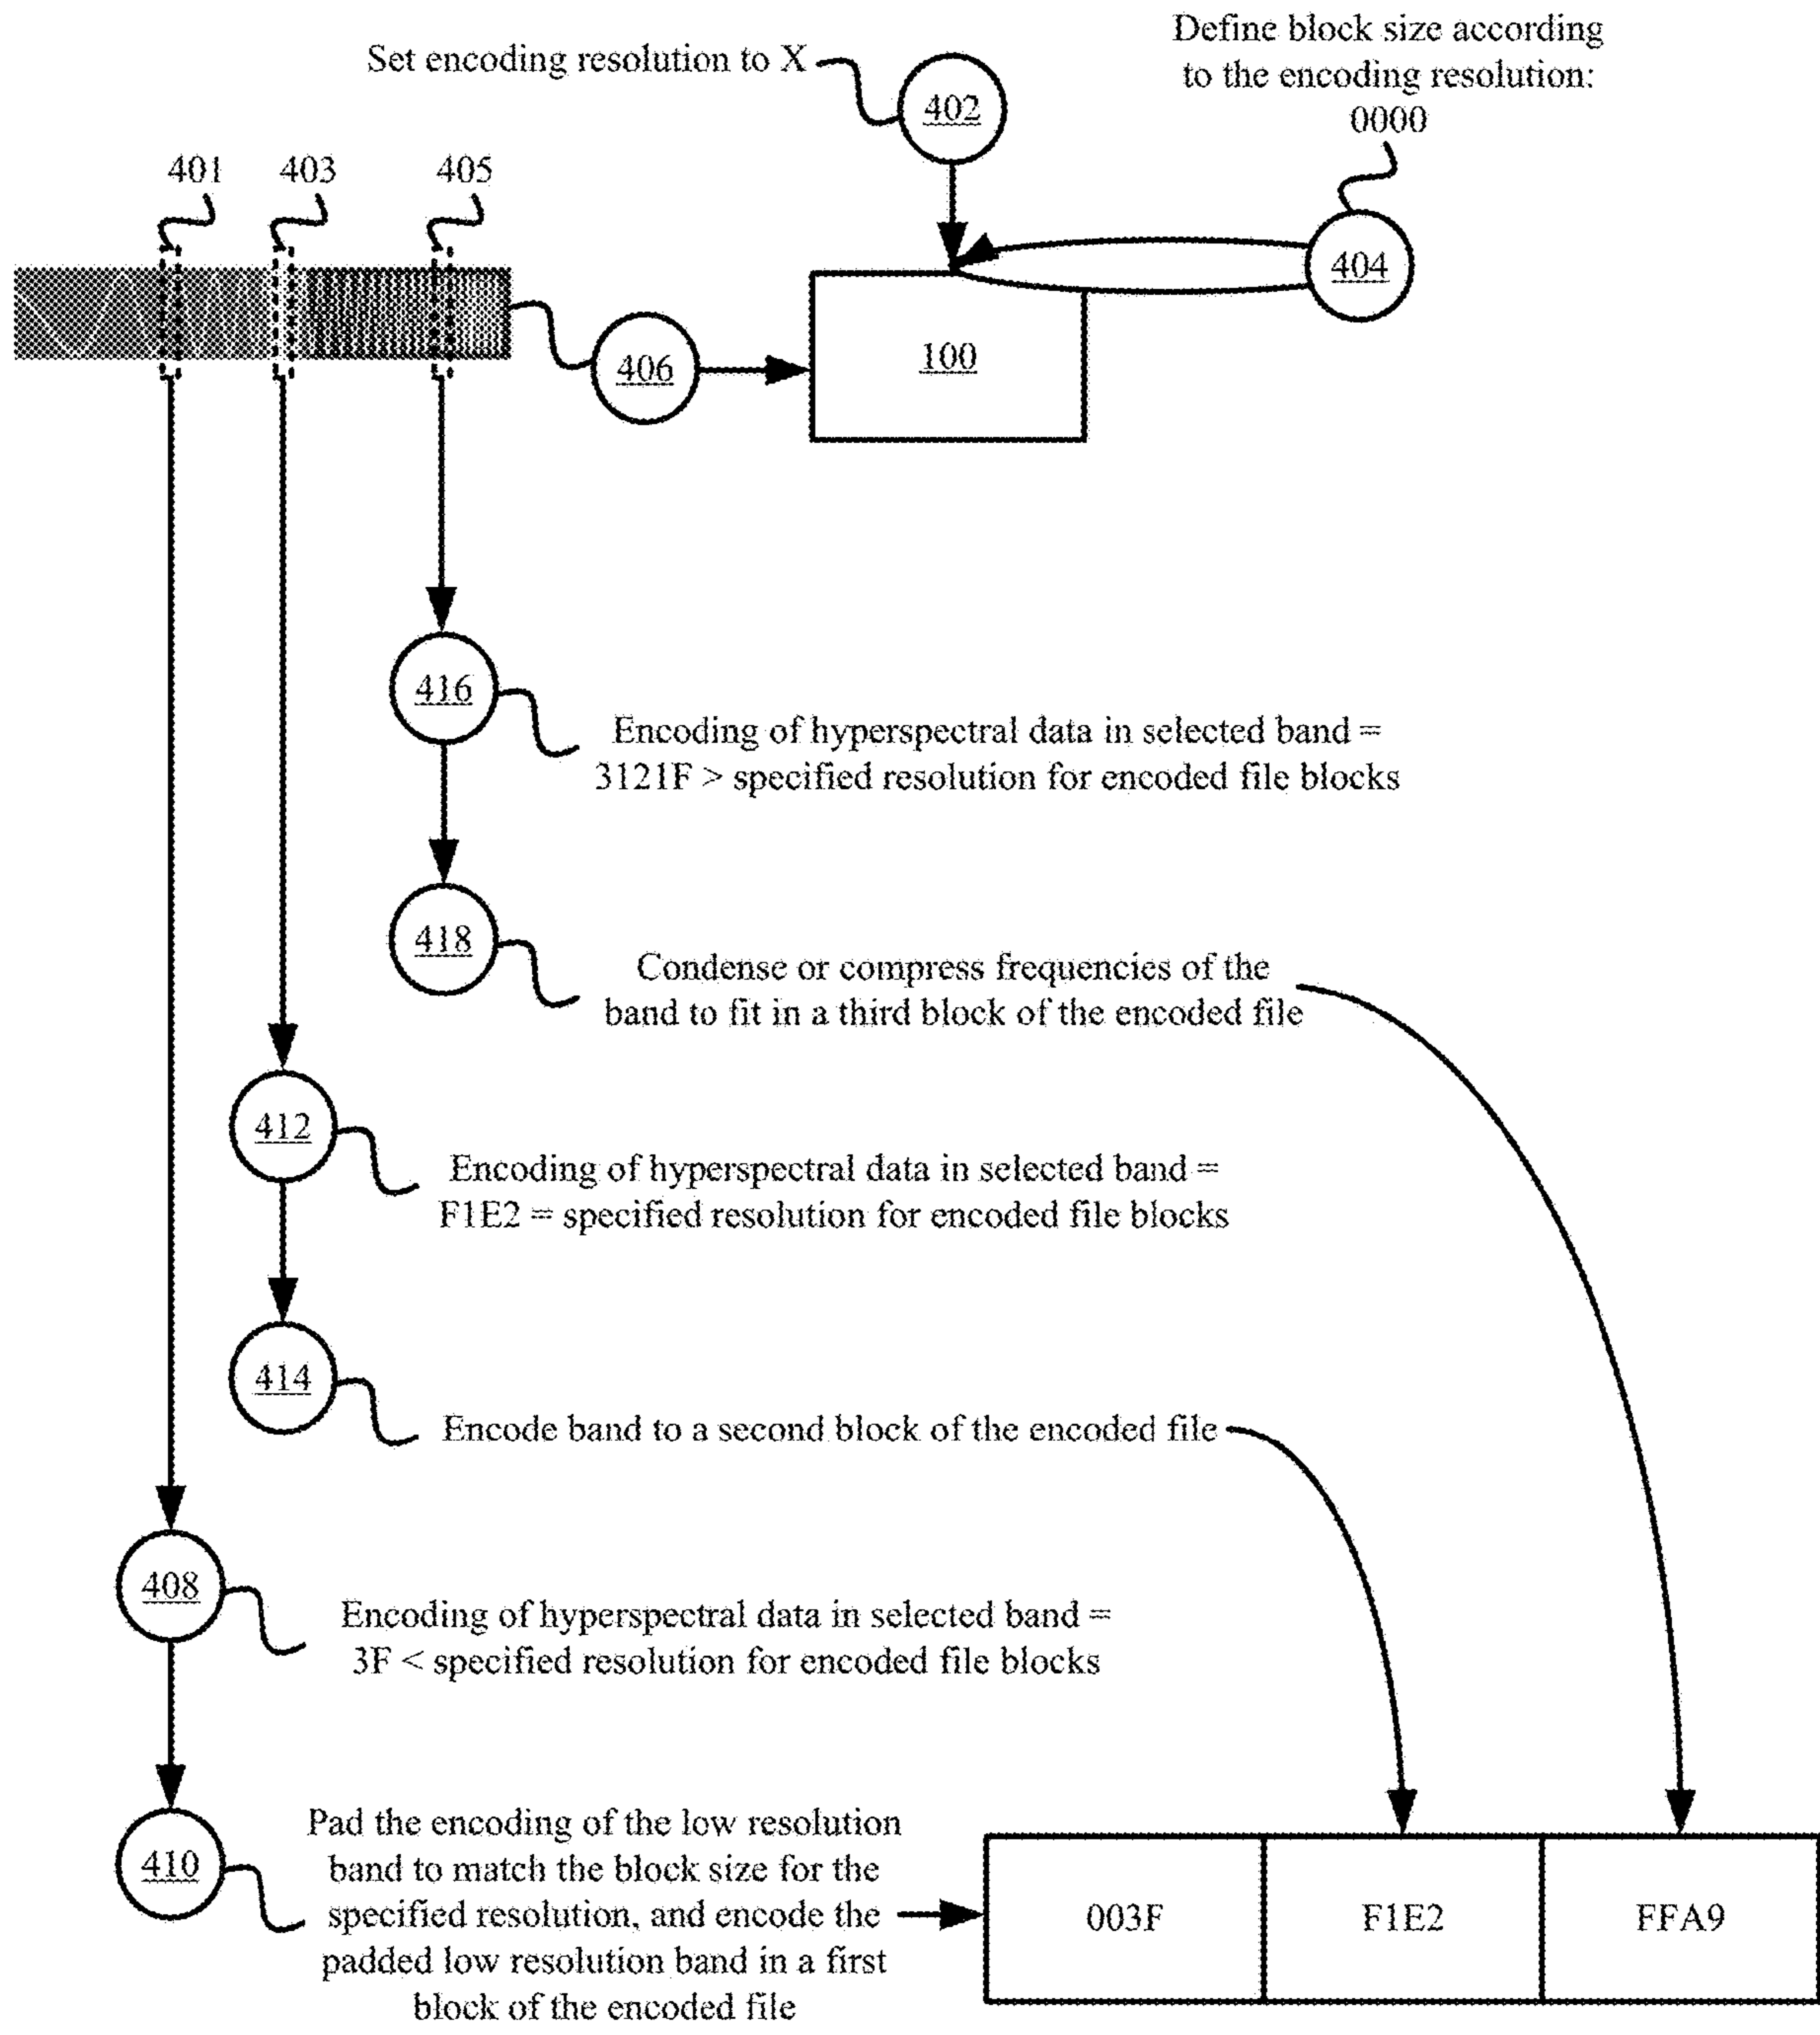 Set encoding resolution to X
402
Define block size according
to the encoding resolution:
0000
401
403
405
404
406
100
416
Encoding of hyperspectral data in selected band =
3121F > specified resolution for encoded file blocks
418
Condense or compress frequencies of the
band to fit in a third block of the encoded file
412
Encoding of hyperspectral data in selected band =
F1E2 = specified resolution for encoded file blocks
414
Encode band to a second block of the encoded file
408
Encoding of hyperspectral data in selected band =
3F < specified resolution for encoded file blocks
410
Pad the encoding of the low resolution
band to match the block size for the
specified resolution, and encode the
padded low resolution band in a first
block of the encoded file
003F
F1E2
FFA9